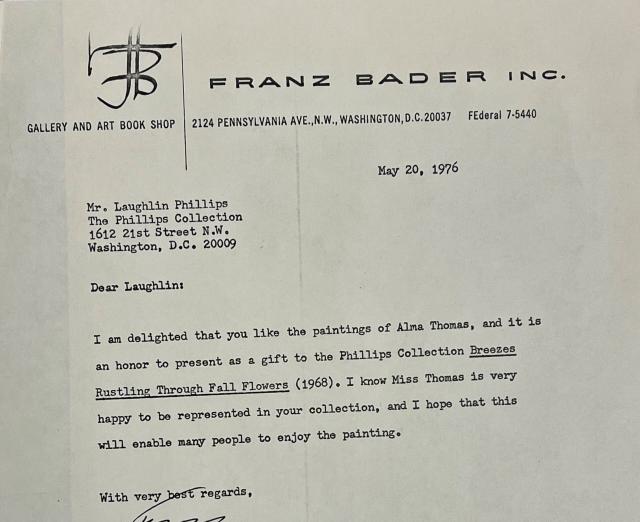 FB
FRANZ BADER INC.
GALLERY AND ART BOOK SHOP
2124 PENNSYLVANIA AVE.,N.W., WASHINGTON, D.C. 20037 FEderal 7-5440
May 20, 1976
Mr. Laughlin Phillips
The Phillips Collection
1612 21st Street N.W.
Washington, D.C. 20009
Dear Laughlin:
I am delighted that you like the paintings of Alma Thomas, and it is
an honor to present as a gift to the Phillips Collection Breezes
Rustling Through Fall Flowers (1968). I know Miss Thomas is very
happy to be represented in your collection, and I hope that this
will enable many people to enjoy the painting.
With very best regards,